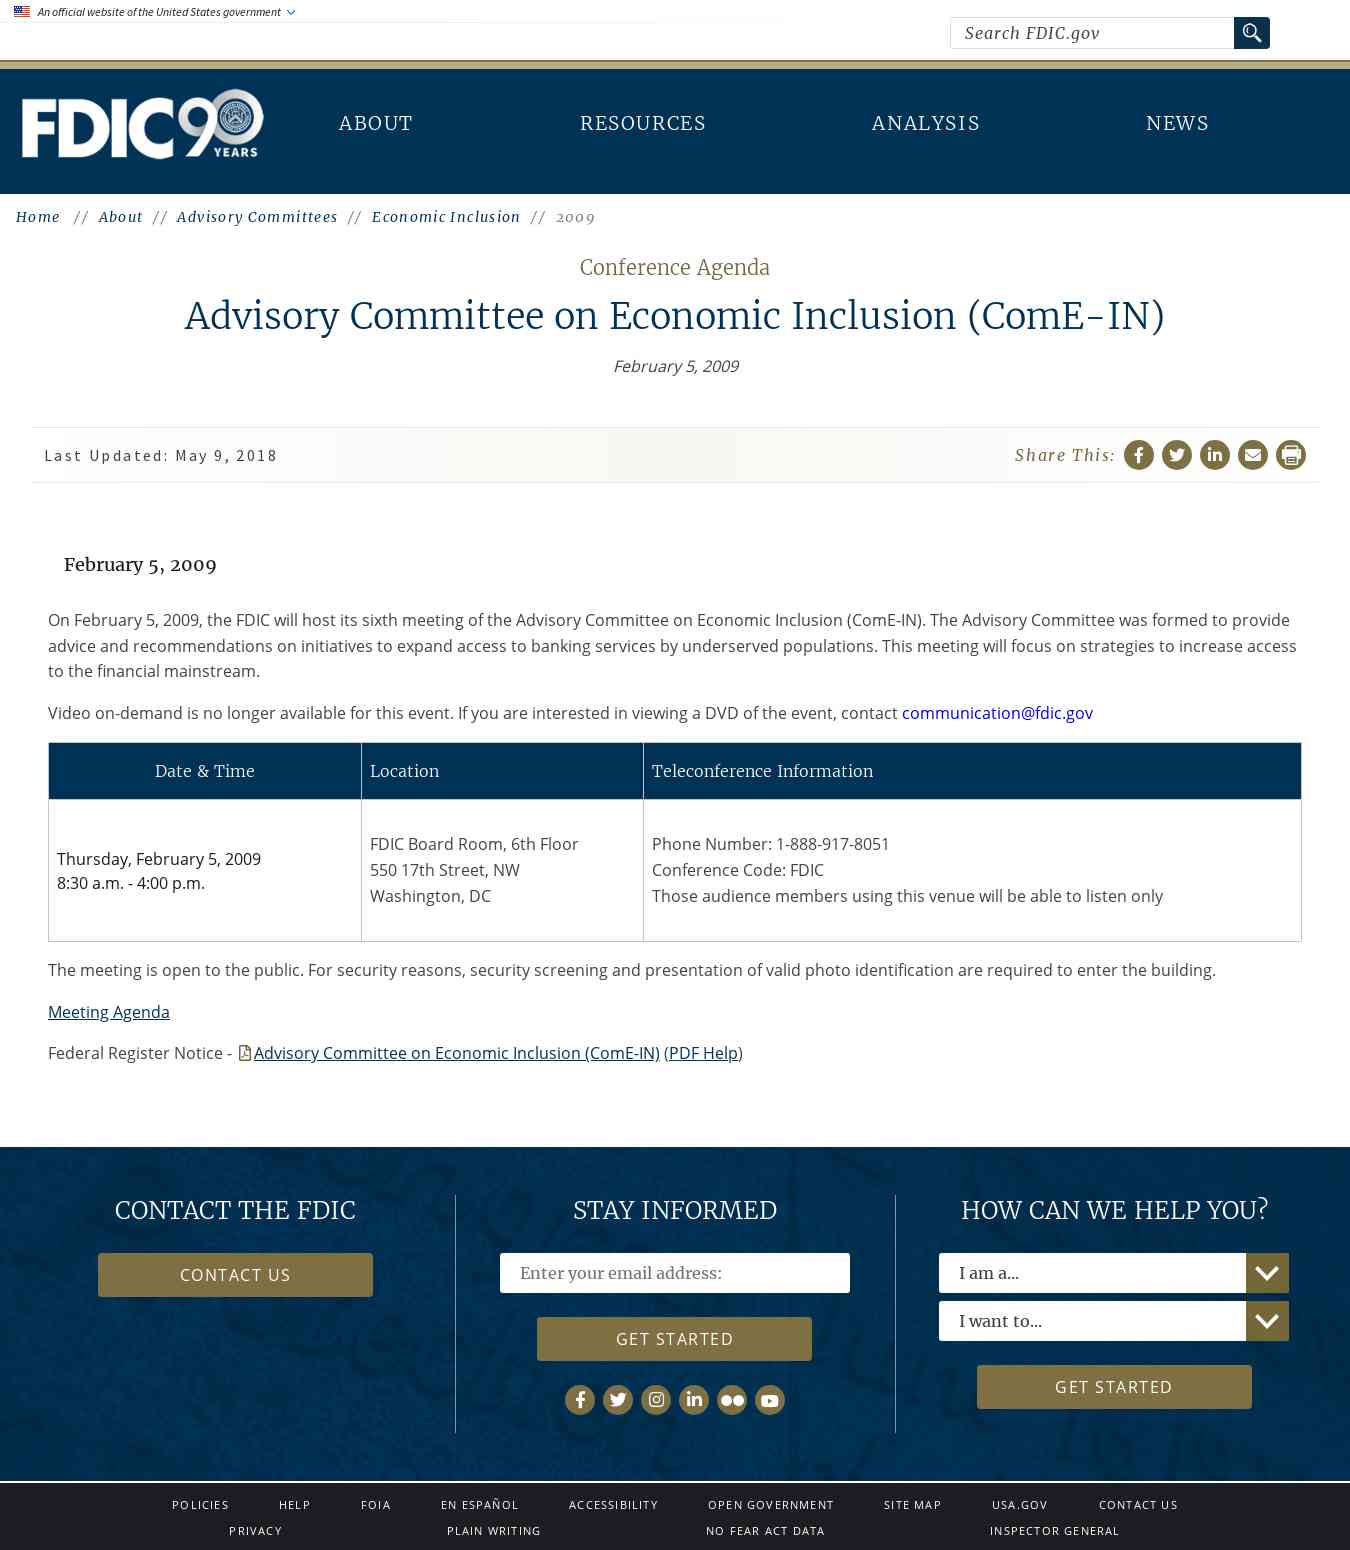 An official website of the United States government
Search FDIC.gov
FDIC 90 YEARS
ABOUT RESOURCES ANALYSIS NEWS
Home // About // Advisory Committees // Economic Inclusion // 2009
Conference Agenda
Advisory Committee on Economic Inclusion (ComE-IN)
February 5, 2009
Last Updated: May 9, 2018 Share This:
February 5, 2009
On February 5, 2009, the FDIC will host its sixth meeting of the Advisory Committee on Economic Inclusion (ComE-IN). The Advisory Committee was formed to provide
advice and recommendations on initiatives to expand access to banking services by underserved populations. This meeting will focus on strategies to increase access
to the financial mainstream.
Video on-demand is no longer available for this event. If you are interested in viewing a DVD of the event, contact communication@fdic.gov
Date & Time Location Teleconference Information
Thursday, February 5, 2009
8:30 a.m. - 4:00 p.m.
FDIC Board Room, 6th Floor
550 17th Street, NW
Washington, DC
Phone Number: 1-888-917-8051
Conference Code: FDIC
Those audience members using this venue will be able to listen only
The meeting is open to the public. For security reasons, security screening and presentation of valid photo identification are required to enter the building.
Meeting Agenda
Federal Register Notice - Advisory Committee on Economic Inclusion (ComE-IN) (PDF Help)
CONTACT THE FDIC
CONTACT US
STAY INFORMED
Enter your email address:
GET STARTED
HOW CAN WE HELP YOU?
I am a...
I want to...
GET STARTED
POLICIES HELP FOIA EN ESPAÑOL ACCESSIBILITY OPEN GOVERNMENT SITE MAP USA.GOV CONTACT US
PRIVACY PLAIN WRITING NO FEAR ACT DATA INSPECTOR GENERAL